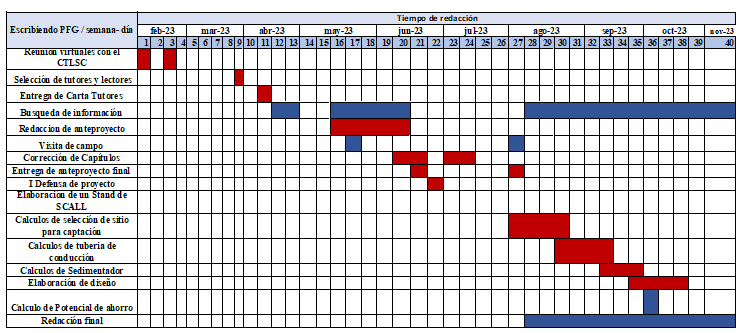 Escribiendo PFG / semana- día
Tiempo de redacción
feb-23 mar-23 abr-23 may-23 jun-23 jul-23 ago-23 sep-23 oct-23 nov-23
1 2 3 4 5 6 7 8 9 10 11 12 13 14 15 16 17 18 19 20 21 22 23 24 25 26 27 28 29 30 31 32 33 34 35 36 37 38 39 40
Reunión virtuales con el
CTLSC
Selección de tutores y lectores
Entrega de Carta Tutores
Busqueda de información
Redacción de anteproyecto
Visita de campo
Corrección de Capítulos
Entrega de anteproyecto final
I Defensa de proyecto
Elaboración de un Stand de
SCALL
Calculos de selección de sitio
para captación
Calculos de tubería de
conducción
Calculos de Sedimentador
Elaboración de diseño
Calculo de Potencial de ahorro
Redacción final